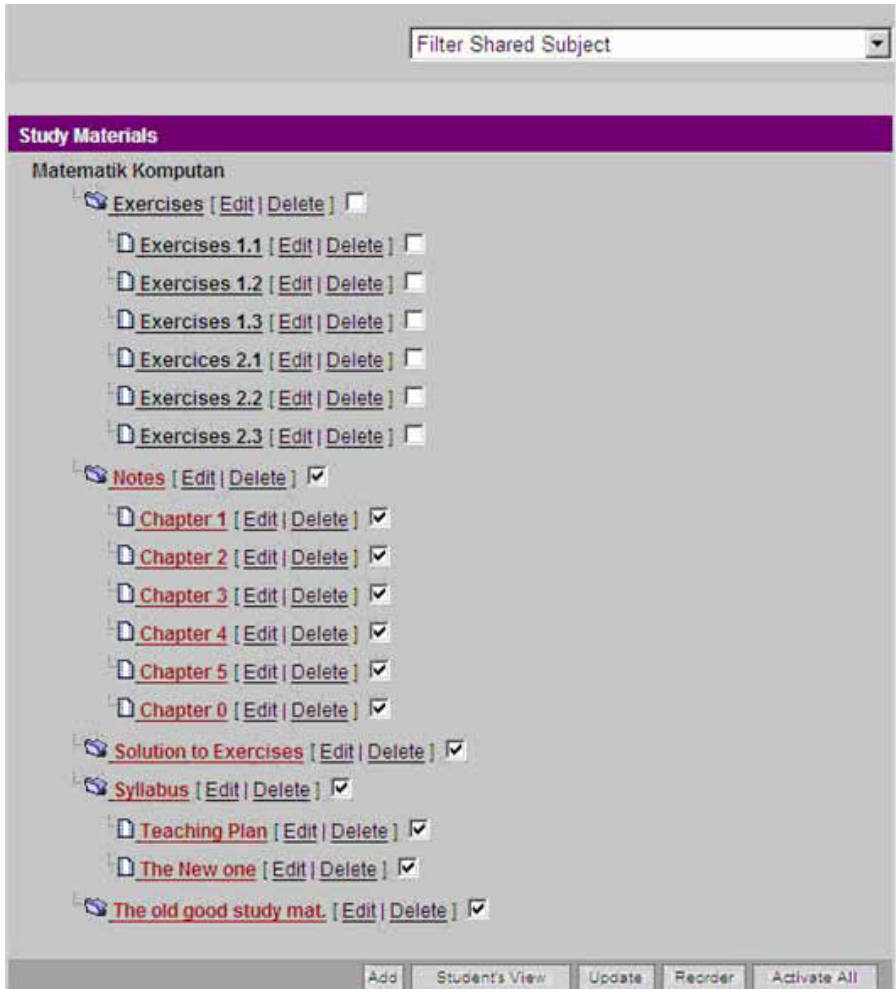 Filter Shared Subject
Study Materials
Matematik Komputan
Exercises [ Edit | Delete ]
Exercises 1.1 [ Edit | Delete ]
Exercises 1.2 [ Edit | Delete ]
Exercises 1.3 [ Edit | Delete ]
Exercices 2.1 [ Edit | Delete ]
Exercises 2.2 [ Edit | Delete ]
Exercises 2.3 [ Edit | Delete ]
Notes [ Edit | Delete ]
Chapter 1 [ Edit | Delete ]
Chapter 2 [ Edit | Delete ]
Chapter 3 [ Edit | Delete ]
Chapter 4 [ Edit | Delete ]
Chapter 5 [ Edit | Delete ]
Chapter 0 [ Edit | Delete ]
Solution to Exercises [ Edit | Delete ]
Syllabus [ Edit | Delete ]
Teaching Plan [ Edit | Delete ]
The New one [ Edit | Delete ]
The old good study mat. [ Edit | Delete ]
Add Student's View Update Reorder Activate All